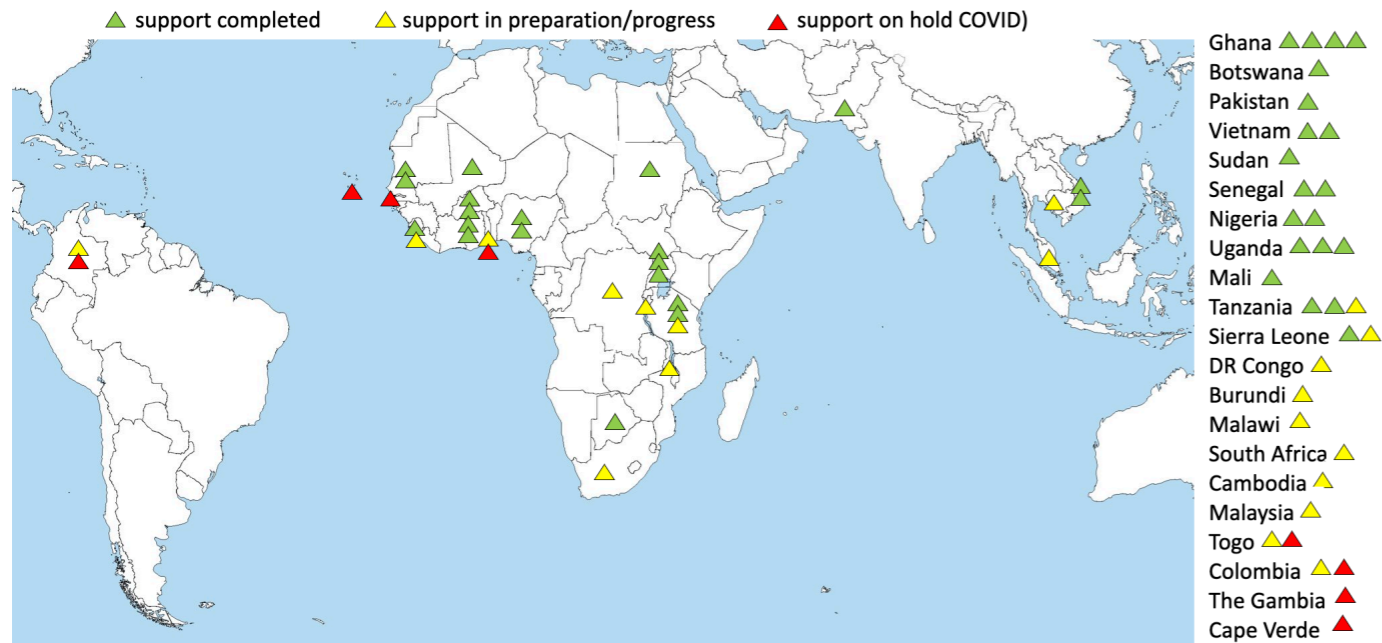 support completed support in preparation/progress support on hold COVID)
Ghana
Botswana
Pakistan
Vietnam
Sudan
Senegal
Nigeria
Uganda
Mali
Tanzania
Sierra Leone
DR Congo
Burundi
Malawi
South Africa
Cambodia
Malaysia
Togo
Colombia
The Gambia
Cape Verde